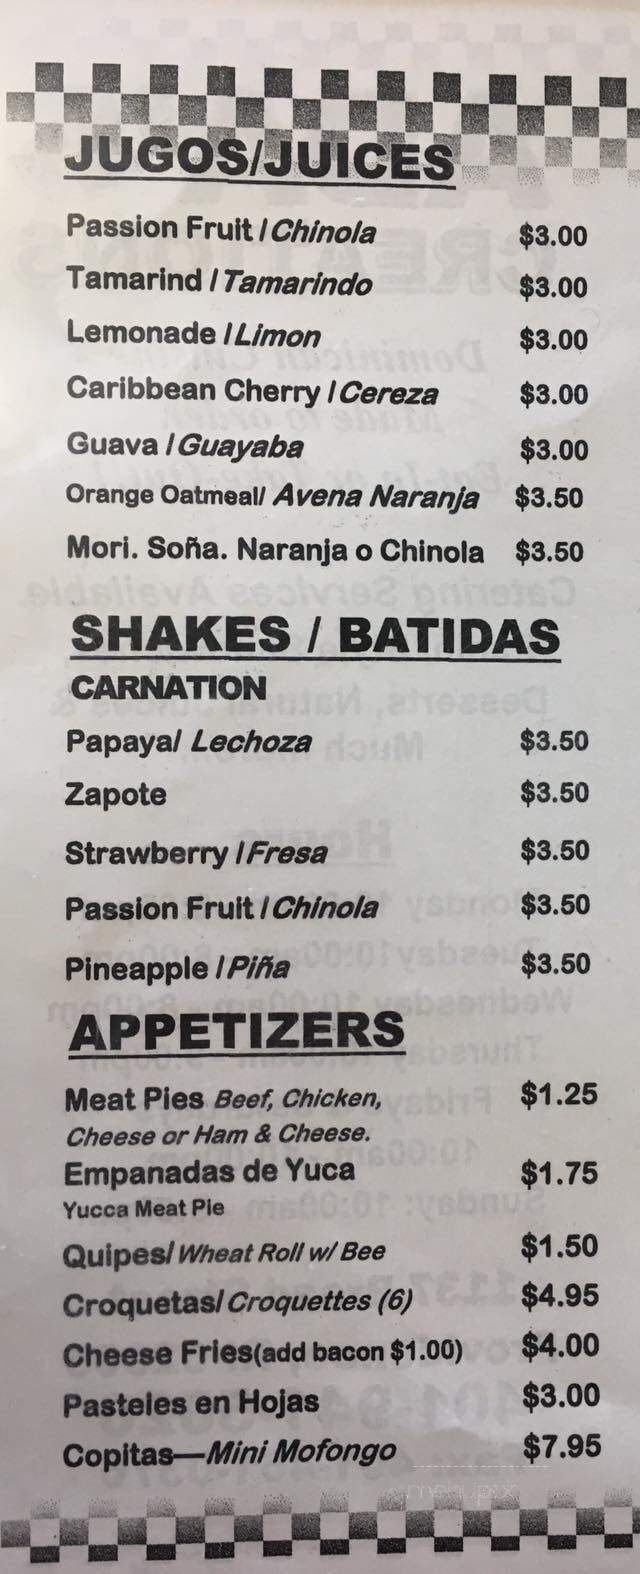 JUGOS/JUICES
Passion Fruit / Chinola $3.00
Tamarind / Tamarindo $3.00
Lemonade / Limon $3.00
Caribbean Cherry / Cereza $3.00
Guava / Guayaba $3.00
Orange Oatmeal/ Avena Naranja $3.50
Mori. Soña. Naranja o Chinola $3.50
SHAKES / BATIDAS
CARNATION
Papaya/ Lechoza $3.50
Zapote $3.50
Strawberry / Fresa $3.50
Passion Fruit / Chinola $3.50
Pineapple / Piña $3.50
APPETIZERS
Meat Pies Beef, Chicken, $1.25
Cheese or Ham & Cheese.
Empanadas de Yuca $1.75
Yucca Meat Pie
Quipes/ Wheat Roll w/ Bee $1.50
Croquetas/ Croquettes (6) $4.95
Cheese Fries(add bacon $1.00) $4.00
Pasteles en Hojas $3.00
Copitas—Mini Mofongo $7.95
menupix